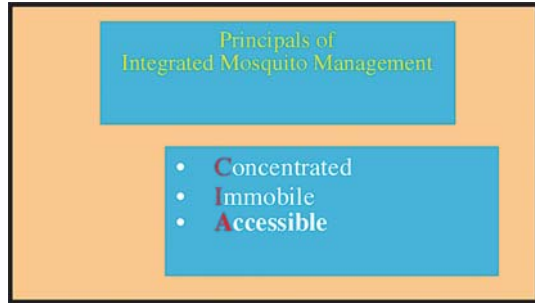 Principals of
Integrated Mosquito Management
• Concentrated
• Immobile
• Accessible